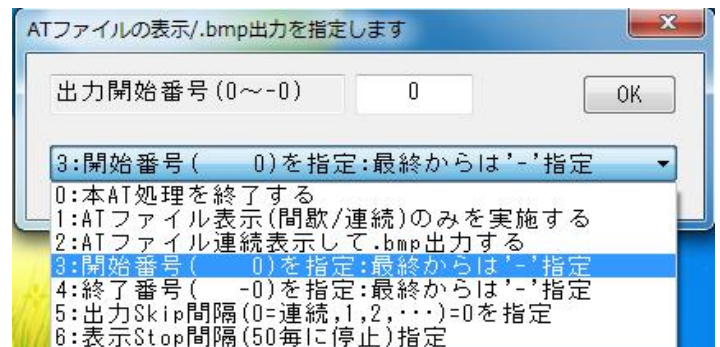 ATファイルの表示/.bmp出力を指定します
出力開始番号(0～-0) 0 OK
3:開始番号(   0)を指定:最終からは'-'指定
0:本AT処理を終了する
1:ATファイル表示(間歇/連続)のみを実施する
2:ATファイル連続表示して.bmp出力する
3:開始番号(   0)を指定:最終からは'-'指定
4:終了番号(  -0)を指定:最終からは'-'指定
5:出力Skip間隔(0=連続,1,2,･･･)=0を指定
6:表示Stop間隔(50毎に停止)指定